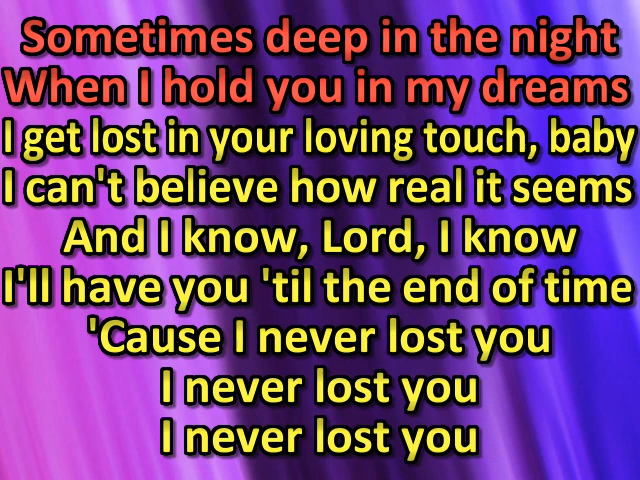 Sometimes deep in the night
When I hold you in my dreams
I get lost in your loving touch, baby
I can't believe how real it seems
And I know, Lord, I know
I'll have you 'til the end of time
'Cause I never lost you
I never lost you
I never lost you